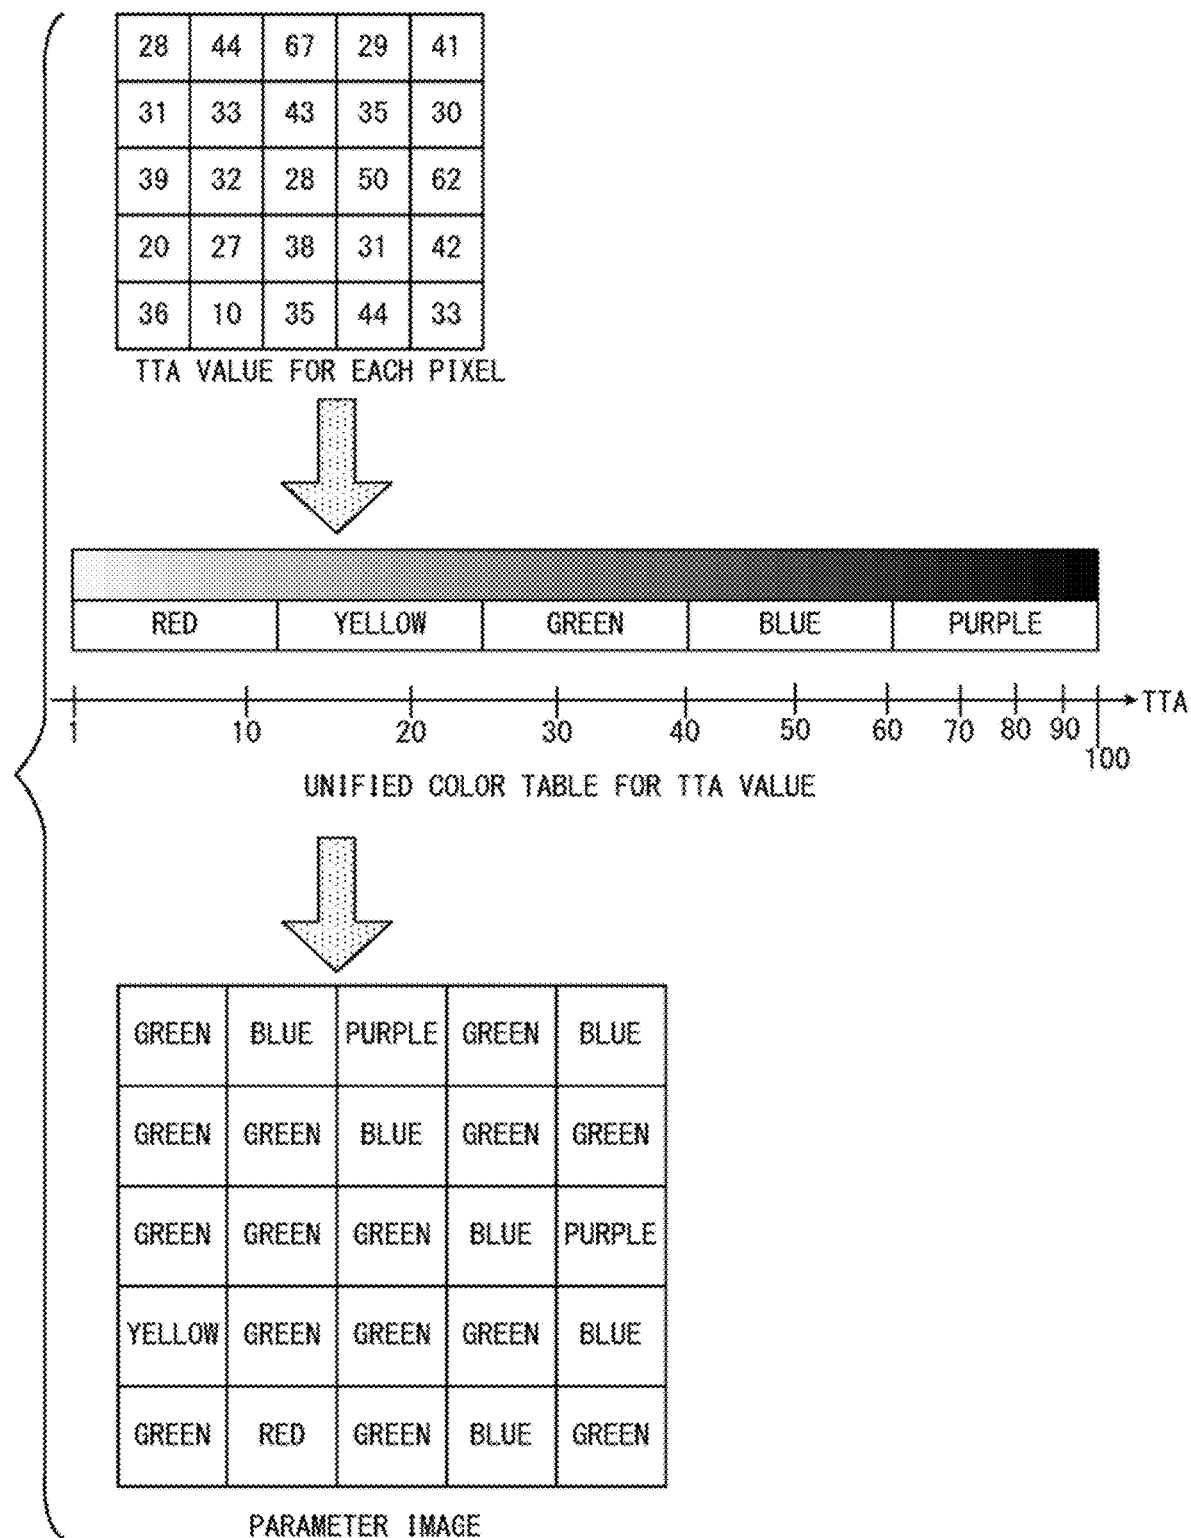 28 44 67 29 41
31 33 43 35 30
39 32 28 50 62
20 27 38 31 42
36 10 35 44 33
TTA VALUE FOR EACH PIXEL
RED YELLOW GREEN BLUE PURPLE
TTA
1 10 20 30 40 50 60 70 80 90 100
UNIFIED COLOR TABLE FOR TTA VALUE
GREEN BLUE PURPLE GREEN BLUE
GREEN GREEN BLUE GREEN GREEN
GREEN GREEN GREEN BLUE PURPLE
YELLOW GREEN GREEN GREEN BLUE
GREEN RED GREEN BLUE GREEN
PARAMETER IMAGE